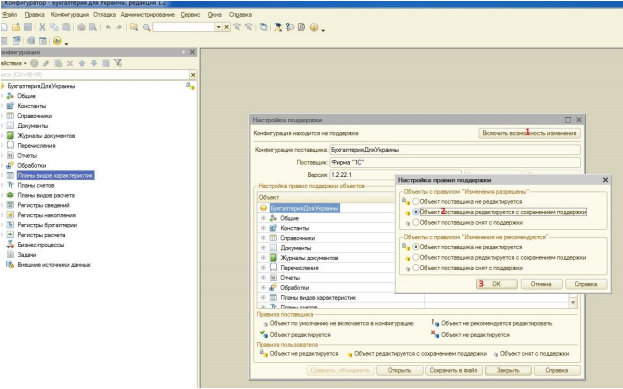 Конфигуратор - Бухгалтерия для Украины, редакция 1.2
Файл Правка Конфигурация Отладка Администрирование Сервис Окна Справка
Конфигурация
Действия
БухгалтерияДляУкраины
Общие
Константы
Справочники
Документы
Журналы документов
Перечисления
Отчеты
Обработки
Планы видов характеристик
Планы счетов
Планы видов расчета
Регистры сведений
Регистры накопления
Регистры бухгалтерии
Регистры расчета
Бизнес-процессы
Задачи
Внешние источники данных
Настройка поддержки
Конфигурация находится на поддержке
Включить возможность изменения
1
Конфигурация поставщика: БухгалтерияДляУкраины
Поставщик: Фирма "1С"
Версия: 1.2.22.1
Настройка правил поддержки объектов
Объект
БухгалтерияДляУкраины
Общие
Константы
Справочники
Документы
Журналы документов
Перечисления
Отчеты
Обработки
Планы видов характеристик
Планы счетов
Правила поставщика
Объект по умолчанию не включается в конфигурацию
Объект не рекомендуется редактировать
Объект редактируется
Объект не редактируется
Правила пользователя
Объект не редактируется
Объект редактируется с сохранением поддержки
Объект снят с поддержки
Сравнить, объединить
Открыть
Сохранить в файл
Закрыть
Справка
Настройка правил поддержки
Объекты с правилом "Изменения разрешены"
Объект поставщика не редактируется
Объект поставщика редактируется с сохранением поддержки
2
Объект поставщика снят с поддержки
Объекты с правилом "Изменения не рекомендуются"
Объект поставщика не редактируется
Объект поставщика редактируется с сохранением поддержки
Объект поставщика снят с поддержки
3
OK
Отмена
Справка